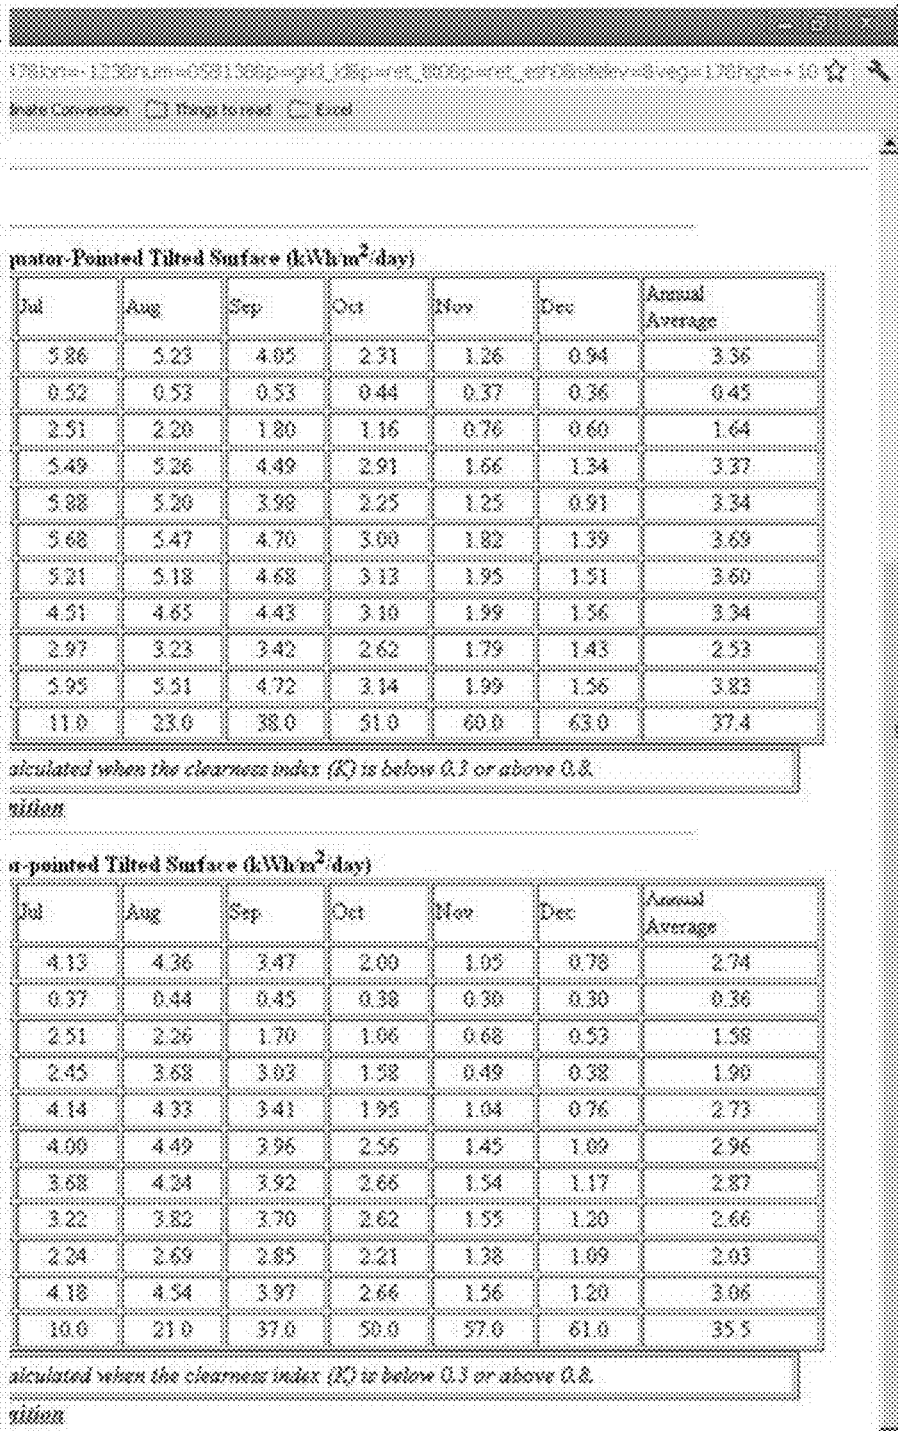 Things to read Excel
Tilted Surface (kWh/m²/day)
Jul Aug Sep Oct Nov Dec Annual
Average
5.86 5.23 4.05 2.31 1.26 0.94 3.36
0.52 0.53 0.53 0.44 0.37 0.36 0.45
2.51 2.20 1.80 1.16 0.76 0.60 1.64
5.49 5.26 4.49 2.91 1.66 1.34 3.37
5.88 5.20 3.98 2.25 1.25 0.91 3.34
5.68 5.47 4.70 3.00 1.82 1.39 3.69
5.21 5.18 4.68 3.13 1.95 1.51 3.60
4.51 4.65 4.43 3.10 1.99 1.56 3.34
2.97 3.23 3.42 2.62 1.79 1.43 2.53
5.95 5.51 4.72 3.14 1.99 1.56 3.83
11.0 23.0 38.0 51.0 60.0 63.0 37.4
alculated when the clearness index (K) is below 0.3 or above 0.8.
nition
r-pointed Tilted Surface (kWh/m²/day)
Jul Aug Sep Oct Nov Dec Annual
Average
4.13 4.36 3.47 2.00 1.05 0.78 2.74
0.37 0.44 0.45 0.38 0.30 0.30 0.36
2.51 2.26 1.70 1.06 0.68 0.53 1.58
2.45 3.68 3.03 1.58 0.49 0.38 1.90
4.14 4.33 3.41 1.95 1.04 0.76 2.73
4.00 4.49 3.96 2.56 1.45 1.09 2.96
3.68 4.24 3.92 2.66 1.54 1.17 2.87
3.22 3.82 3.70 2.62 1.55 1.20 2.66
2.24 2.69 2.85 2.21 1.38 1.09 2.03
4.18 4.54 3.97 2.66 1.56 1.20 3.06
10.0 21.0 37.0 50.0 57.0 61.0 35.5
alculated when the clearness index (K) is below 0.3 or above 0.8.
nition